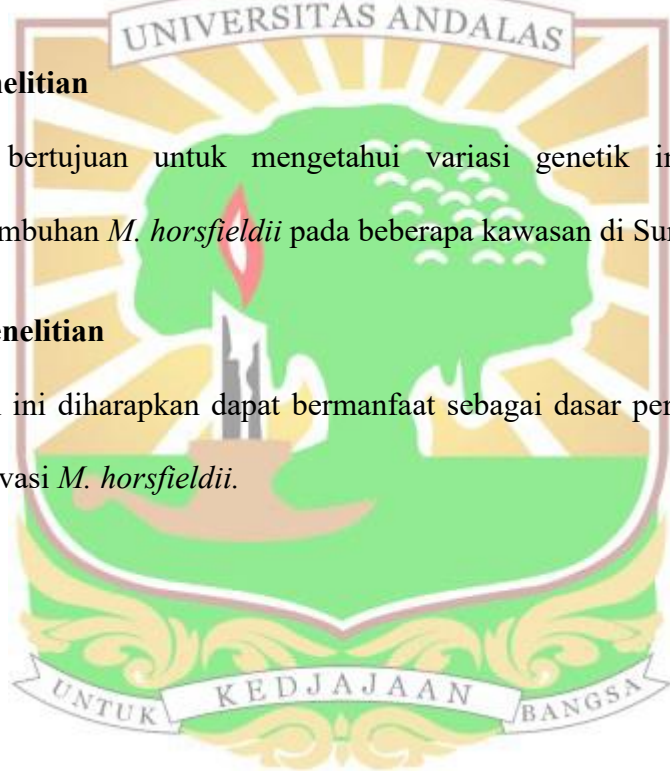 UNIVERSITAS ANDALAS
nelitian
bertujuan untuk mengetahui variasi genetik in
mbuhan M. horsfieldii pada beberapa kawasan di Su
enelitian
ini diharapkan dapat bermanfaat sebagai dasar per
vasi M. horsfieldii.
UNTUK KEDJAJAAN BANGSA